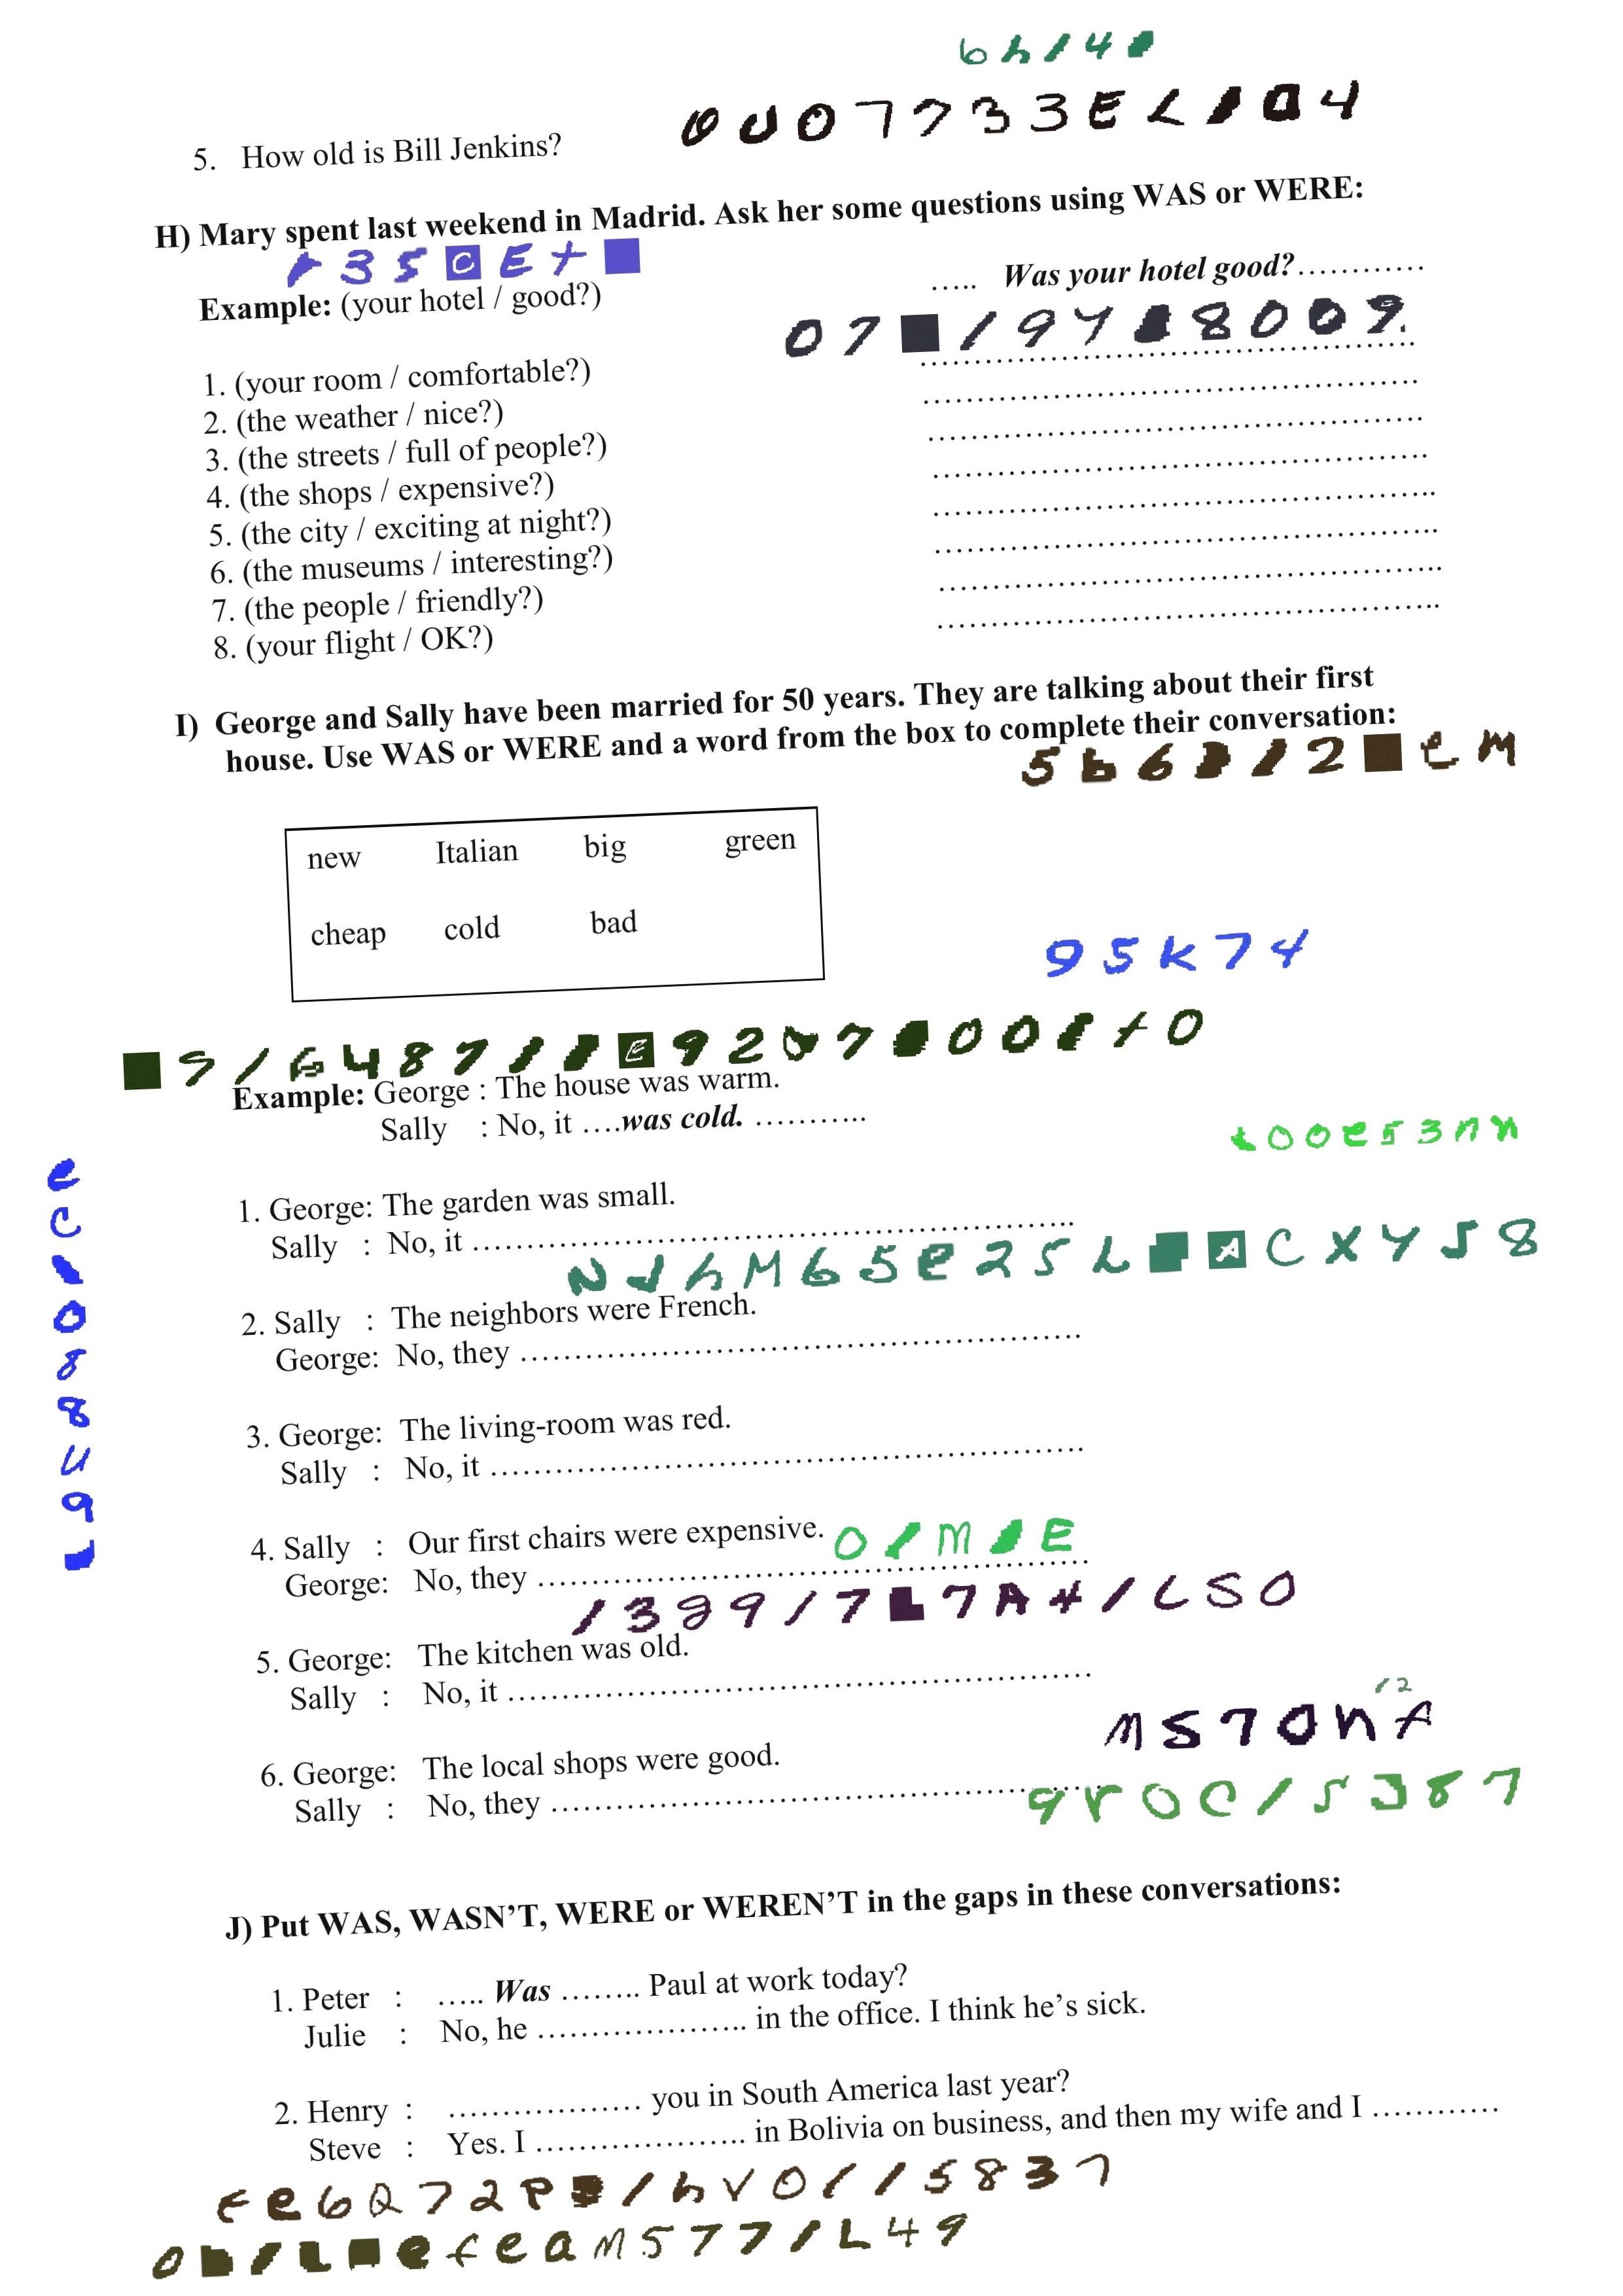 5. How old is Bill Jenkins?
H) Mary spent last weekend in Madrid. Ask her some questions using WAS or WERE:
Example: (your hotel / good?) ..... Was your hotel good?............
1. (your room / comfortable?) ..............................................
2. (the weather / nice?) ..............................................
3. (the streets / full of people?) ..............................................
4. (the shops / expensive?) ..............................................
5. (the city / exciting at night?) ..............................................
6. (the museums / interesting?) ..............................................
7. (the people / friendly?) ..............................................
8. (your flight / OK?) ..............................................
I) George and Sally have been married for 50 years. They are talking about their first
house. Use WAS or WERE and a word from the box to complete their conversation:
new Italian big green
cheap cold bad
95K74
Example: George : The house was warm.
Sally : No, it ....was cold. ...........
1. George: The garden was small.
Sally : No, it ........................................................
2. Sally : The neighbors were French.
George: No, they ....................................................
3. George: The living-room was red.
Sally : No, it .......................................................
4. Sally : Our first chairs were expensive.
George: No, they ...................................................
5. George: The kitchen was old.
Sally : No, it ......................................................
12
M570nA
6. George: The local shops were good.
Sally : No, they ...................................................
J) Put WAS, WASN'T, WERE or WEREN'T in the gaps in these conversations:
1. Peter : ..... Was ........ Paul at work today?
Julie : No, he .................... in the office. I think he's sick.
2. Henry : .................. you in South America last year?
Steve : Yes. I .................... in Bolivia on business, and then my wife and I ............